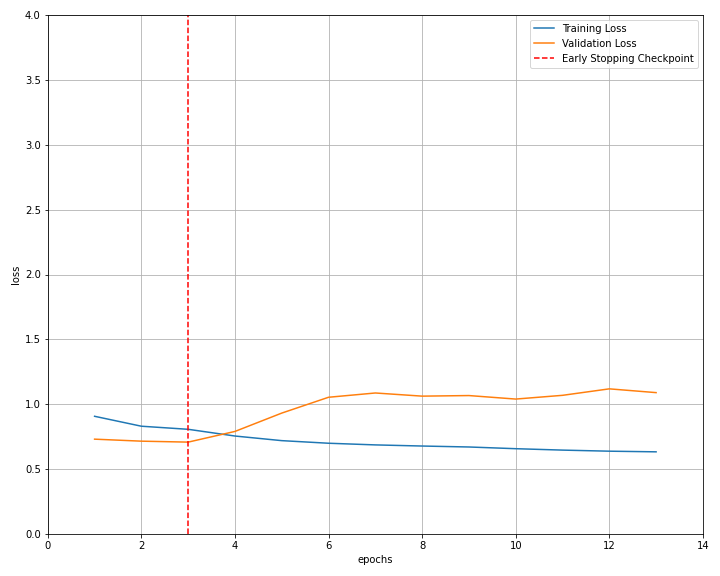 4.0
3.5
3.0
2.5
2.0
1.5
1.0
0.5
0.0
loss
0 2 4 6 8 10 12 14
epochs
Training Loss
Validation Loss
Early Stopping Checkpoint